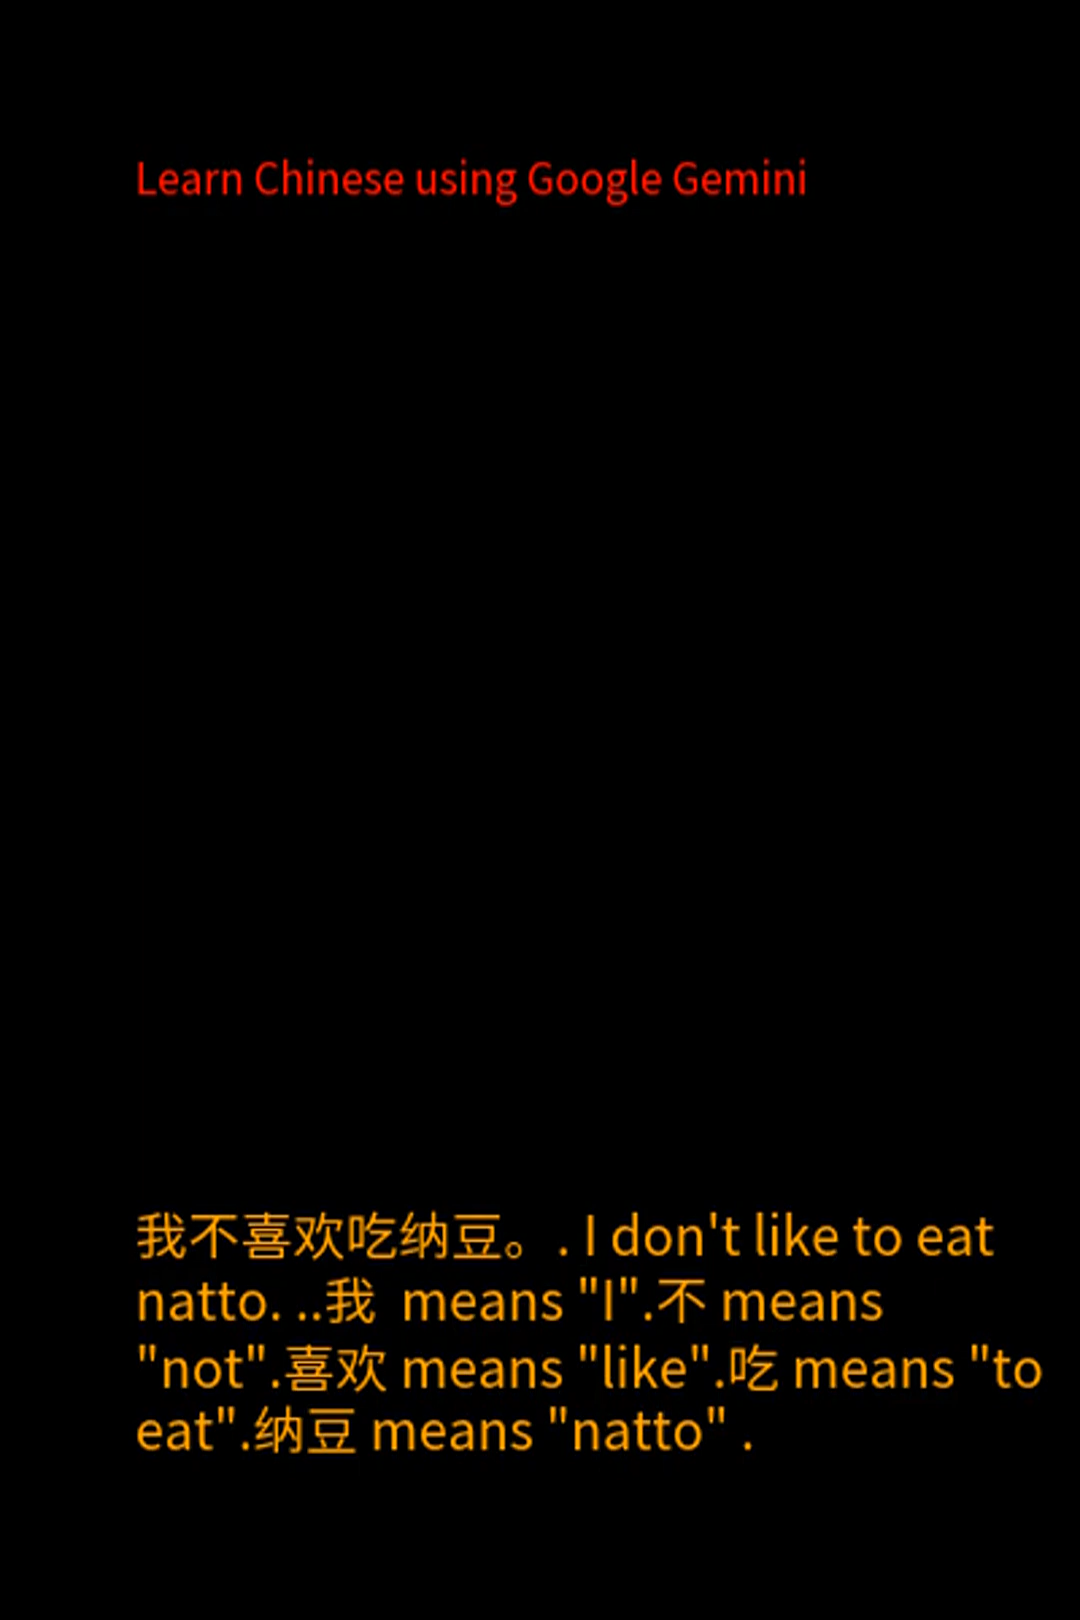 Learn Chinese using Google Gemini
我不喜欢吃纳豆。. I don't like to eat
natto. ..我  means "I".不 means
"not".喜欢 means "like".吃 means "to
eat".纳豆 means "natto" .